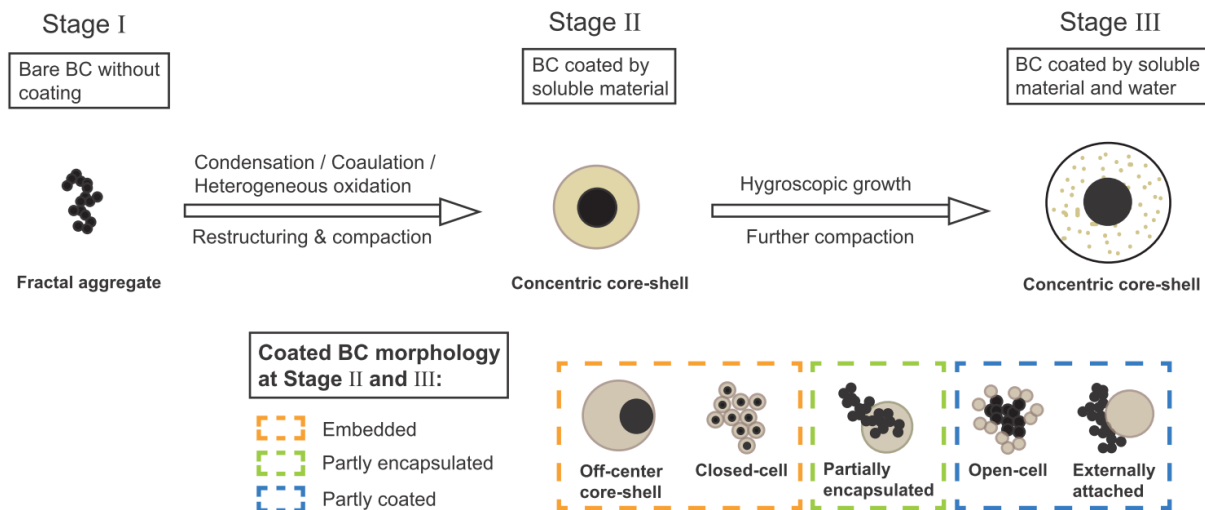 Stage I
Stage II
Stage III
Bare BC without
coating
BC coated by
soluble material
BC coated by soluble
material and water
Condensation / Coaulation /
Heterogeneous oxidation
Restructuring & compaction
Hygroscopic growth
Further compaction
Fractal aggregate
Concentric core-shell
Concentric core-shell
Coated BC morphology
at Stage II and III:
Embedded
Partly encapsulated
Partly coated
Off-center
core-shell
Closed-cell
Partially
encapsulated
Open-cell
Externally
attached